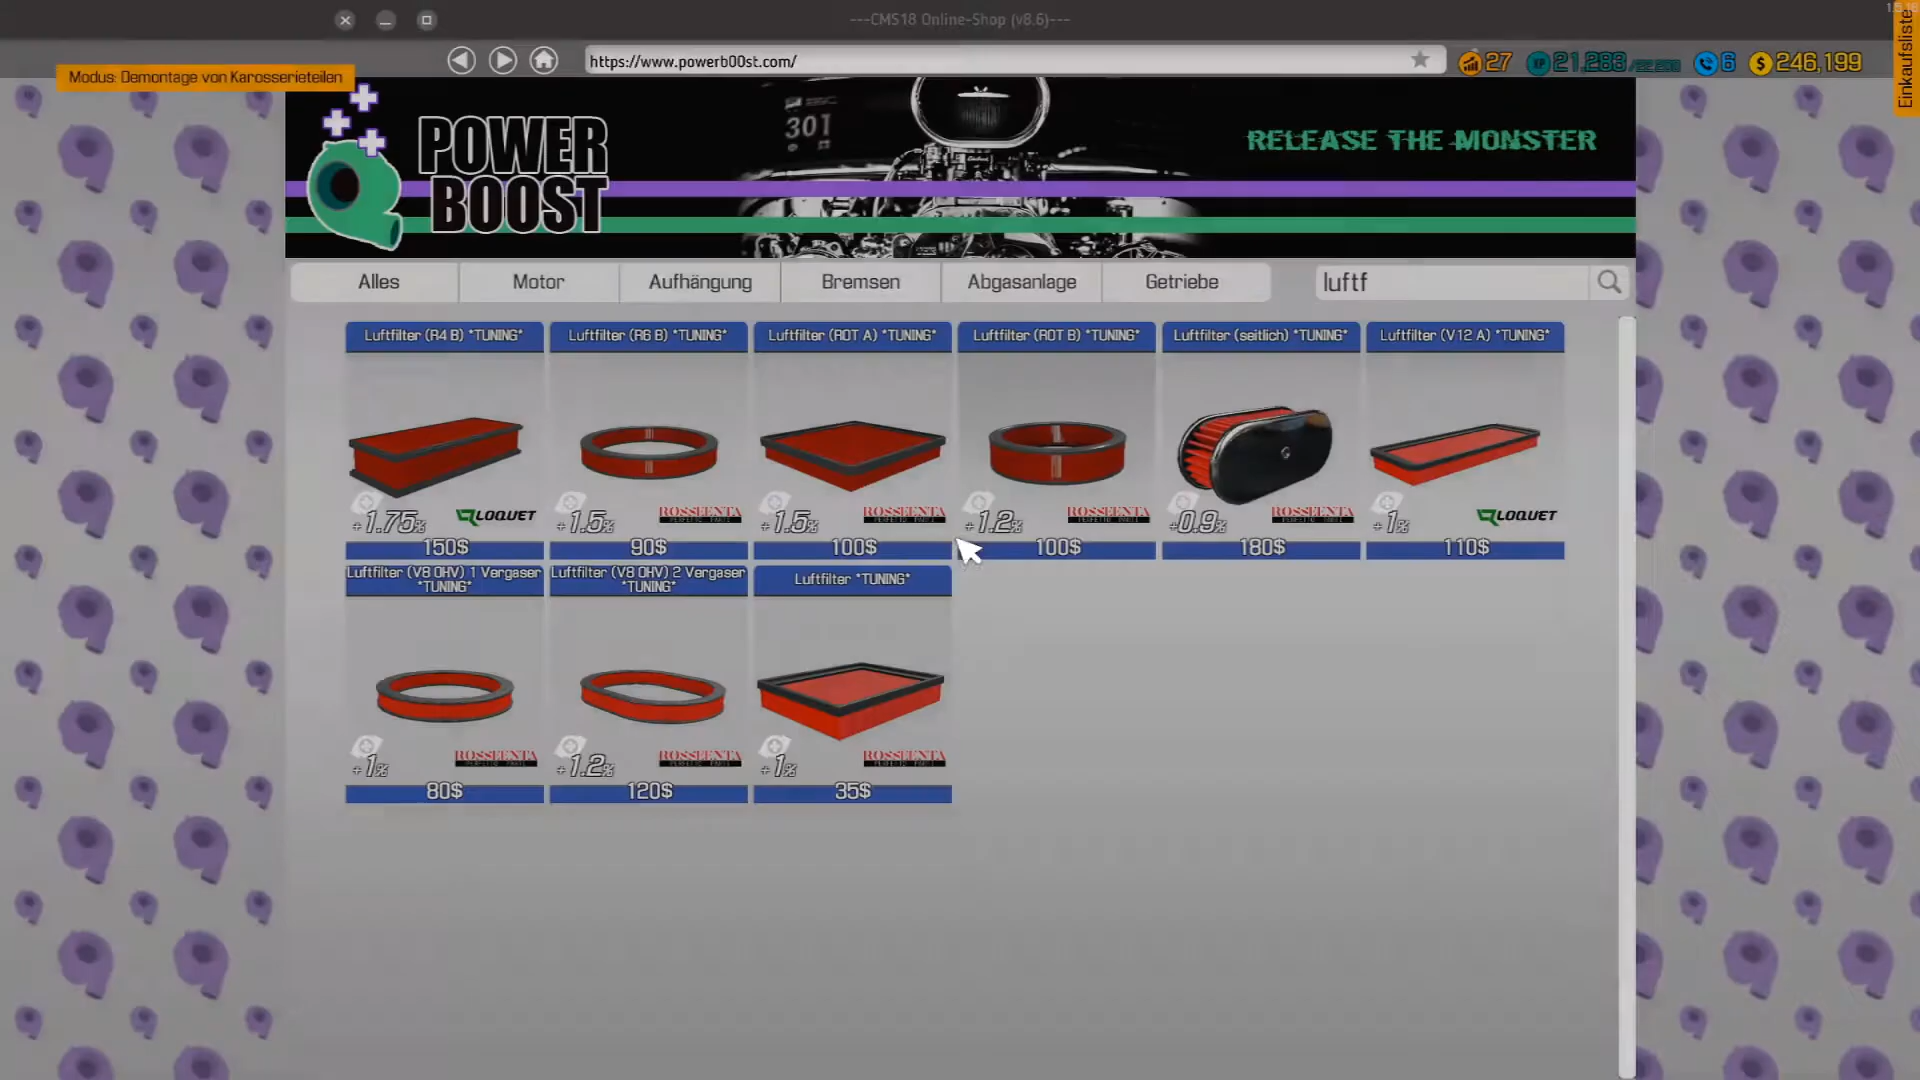 ---CMS18 Online-Shop (v8.6)---
https://www.powerb00st.com/
27
21,283
6
$ 246,199
Einkaufsliste
Modus: Demontage von Karosserieteilen
POWER
BOOST
301
RELEASE THE MONSTER
Alles
Motor
Aufhängung
Bremsen
Abgasanlage
Getriebe
luftf
Luftfilter (R4 B) *TUNING*
Luftfilter (R6 B) *TUNING*
Luftfilter (ROT A) *TUNING*
Luftfilter (ROT B) *TUNING*
Luftfilter (seitlich) *TUNING*
Luftfilter (V12 A) *TUNING*
+1.75%
LOQUET
+1.5%
ROSSEENTA
+1.5%
ROSSEENTA
+1.2%
ROSSEENTA
+0.9%
ROSSEENTA
+1%
LOQUET
150$
90$
100$
100$
180$
110$
Luftfilter (V8 OHV) 1 Vergaser
*TUNING*
Luftfilter (V8 OHV) 2 Vergaser
*TUNING*
Luftfilter *TUNING*
+1%
ROSSEENTA
+1.2%
ROSSEENTA
+1%
ROSSEENTA
80$
120$
35$